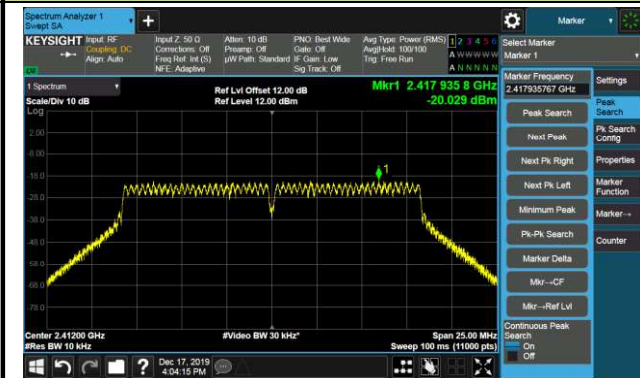 Spectrum Analyzer 1
Swept SA
+
Marker
KEYSIGHT
Input: RF
Coupling: DC
Align: Auto
Input Z: 50 Ω
Corrections: Off
Freq Ref: Int (S)
NFE: Adaptive
Atten: 10 dB
Preamp: Off
µW Path: Standard
PNO: Best Wide
Gate: Off
IF Gain: Low
Sig Track: Off
Avg Type: Power (RMS)
Avg|Hold: 100/100
Trig: Free Run
1 2 3 4 5 6
A W W W W W
A N N N N N
Select Marker
Marker 1
1 Spectrum
Scale/Div 10 dB
Log
Ref Lvl Offset 12.00 dB
Ref Level 12.00 dBm
Mkr1 2.417 935 8 GHz
-20.029 dBm
2.00
-8.00
-18.0
-28.0
-38.0
-48.0
-58.0
-68.0
-78.0
1
Center 2.41200 GHz
#Res BW 10 kHz
#Video BW 30 kHz*
Span 25.00 MHz
Sweep 100 ms (11000 pts)
Marker Frequency
2.417935767 GHz
Peak Search
Next Peak
Next Pk Right
Next Pk Left
Minimum Peak
Pk-Pk Search
Marker Delta
Mkr→CF
Mkr→Ref Lvl
Continuous Peak
Search
On
Off
Settings
Peak
Search
Pk Search
Config
Properties
Marker
Function
Marker→
Counter
?
Dec 17, 2019
4:04:15 PM